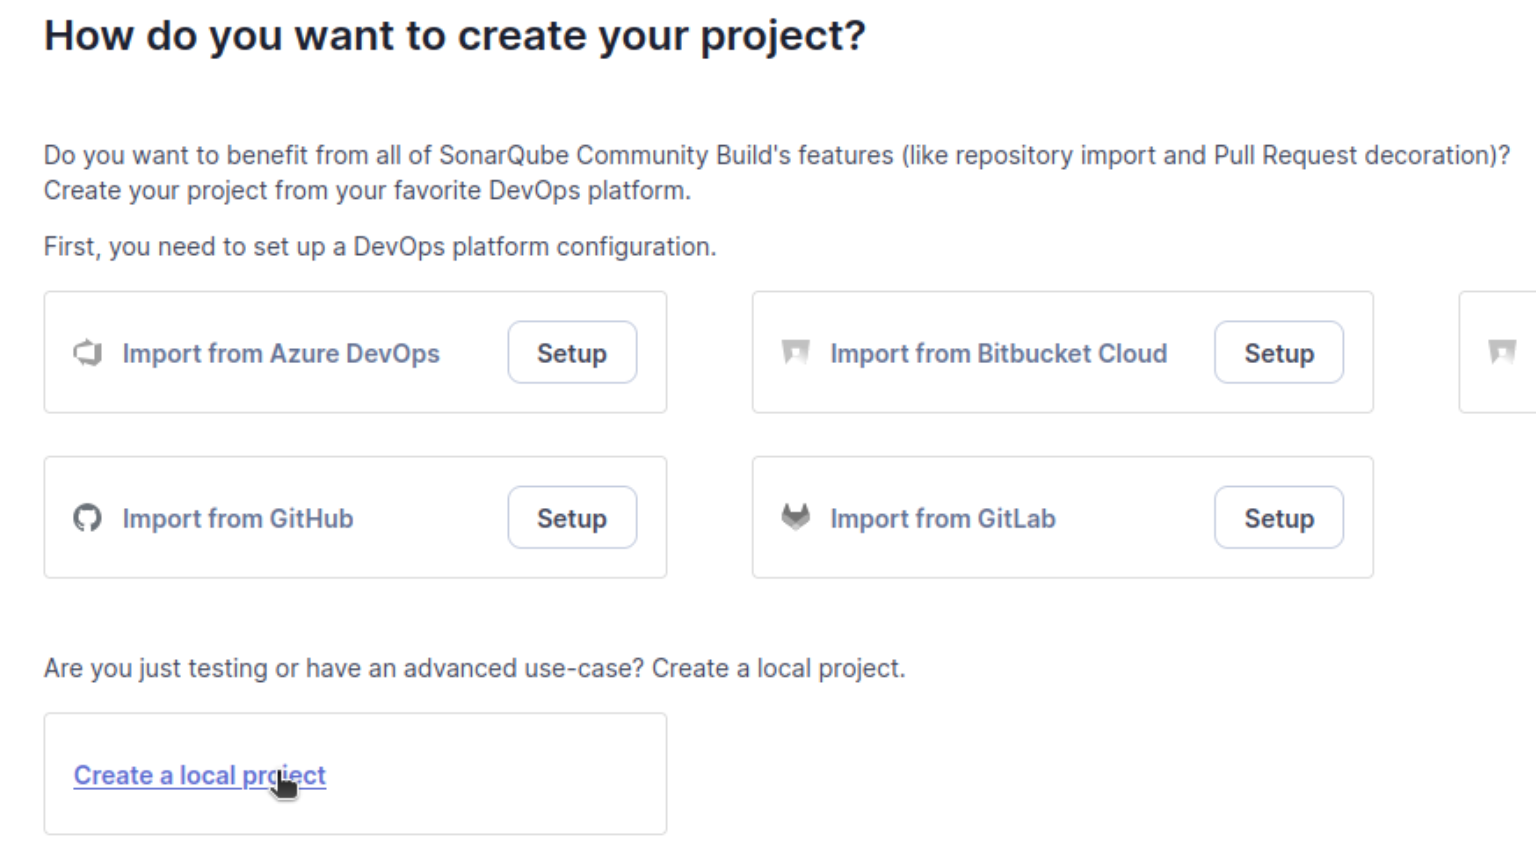 How do you want to create your project?
Do you want to benefit from all of SonarQube Community Build's features (like repository import and Pull Request decoration)?
Create your project from your favorite DevOps platform.
First, you need to set up a DevOps platform configuration.
Import from Azure DevOps Setup Import from Bitbucket Cloud Setup
Import from GitHub Setup Import from GitLab Setup
Are you just testing or have an advanced use-case? Create a local project.
Create a local project